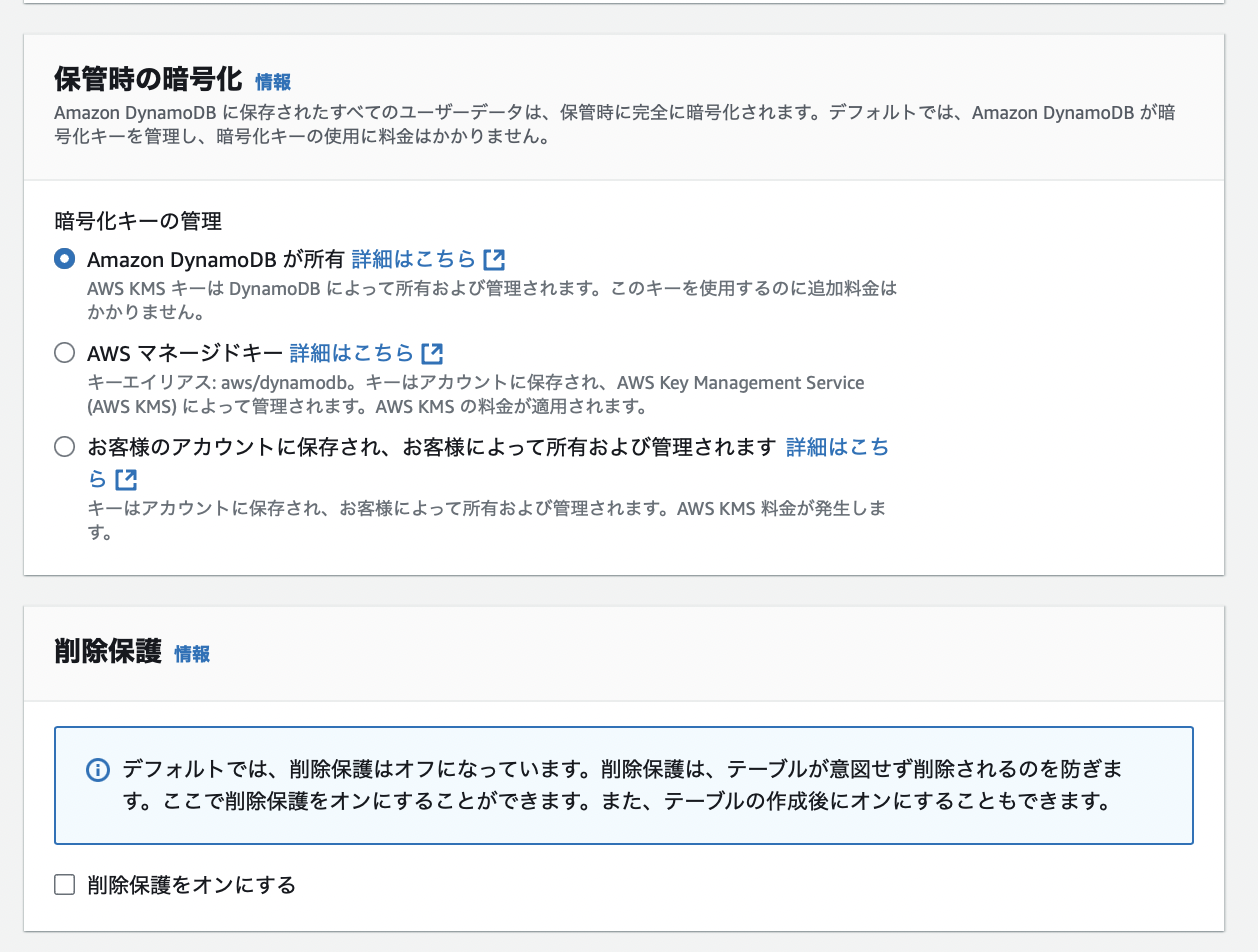 保管時の暗号化 情報
Amazon DynamoDB に保存されたすべてのユーザーデータは、保管時に完全に暗号化されます。デフォルトでは、Amazon DynamoDB が暗
号化キーを管理し、暗号化キーの使用に料金はかかりません。
暗号化キーの管理
Amazon DynamoDB が所有 詳細はこちら
AWS KMS キーは DynamoDB によって所有および管理されます。このキーを使用するのに追加料金は
かかりません。
AWS マネージドキー 詳細はこちら
キーエイリアス: aws/dynamodb。キーはアカウントに保存され、AWS Key Management Service
(AWS KMS) によって管理されます。AWS KMS の料金が適用されます。
お客様のアカウントに保存され、お客様によって所有および管理されます 詳細はこち
ら
キーはアカウントに保存され、お客様によって所有および管理されます。AWS KMS 料金が発生しま
す。
削除保護 情報
デフォルトでは、削除保護はオフになっています。削除保護は、テーブルが意図せず削除されるのを防ぎま
す。ここで削除保護をオンにすることができます。また、テーブルの作成後にオンにすることもできます。
削除保護をオンにする